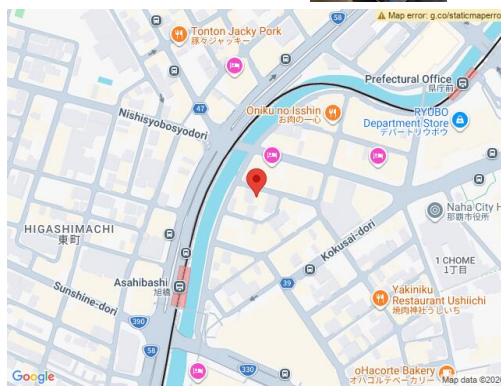 Map error: g.co/staticmaperro
58
Tonton Jacky Pork
豚々ジャッキー
Prefectural Office
県庁前
47
Oniku no Isshin
お肉の一心
RYUBO
Department Store
デパートリウボウ
Nishisyobosyodori
Naha City H
那覇市役所
HIGASHIMACHI
東町
Kokusai-dori
1 CHOME
1丁目
Asahibashi
旭橋
39
Yakiniku
Restaurant Ushiichi
焼肉神社うしいち
Sunshine-dori
390
58
330
oHacorte Bakery
オハコルテベーカリー
Google
Map data ©202